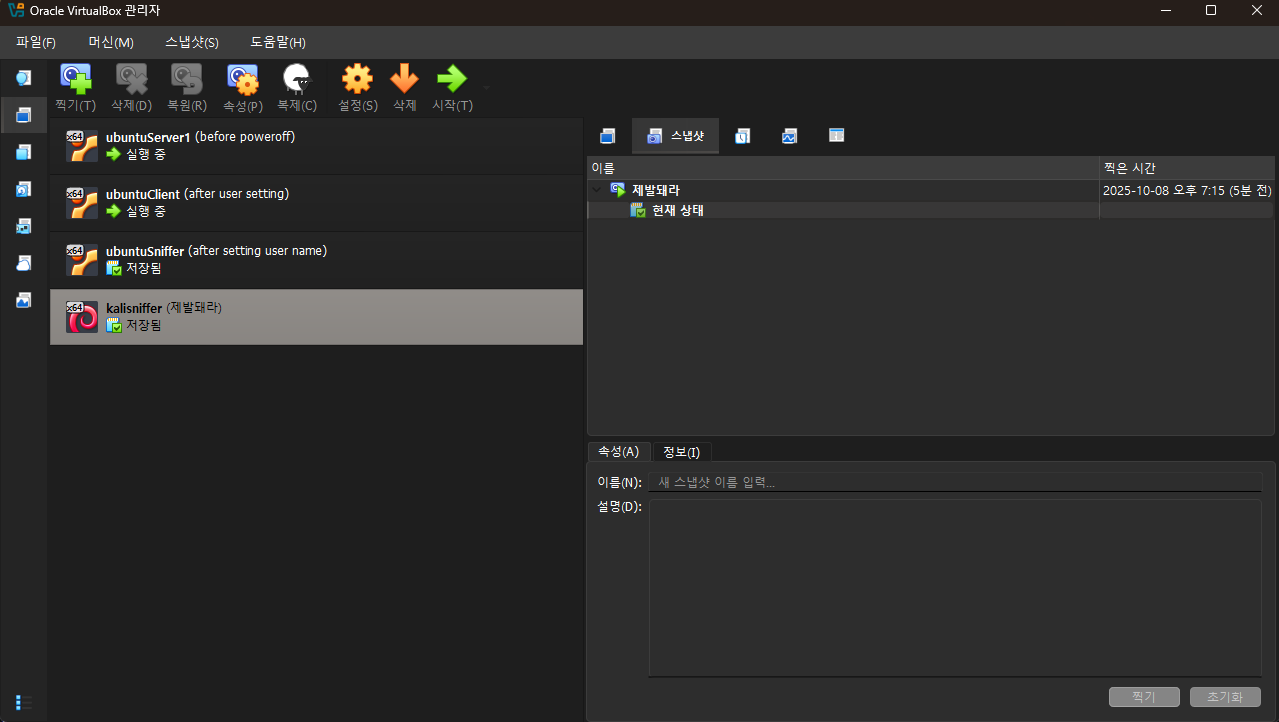 Oracle VirtualBox 관리자
파일(F) 머신(M) 스냅샷(S) 도움말(H)
찍기(T) 삭제(D) 복원(R) 속성(P) 복제(C) 설정(S) 삭제 시작(T)
x64 ubuntuServer1 (before poweroff)
실행 중
x64 ubuntuClient (after user setting)
실행 중
x64 ubuntuSniffer (after setting user name)
저장됨
x64 kalisniffer (제발돼라)
저장됨
스냅샷
이름 찍은 시간
제발돼라 2025-10-08 오후 7:15 (5분 전)
현재 상태
속성(A) 정보(I)
이름(N): 새 스냅샷 이름 입력...
설명(D):
찍기 초기화